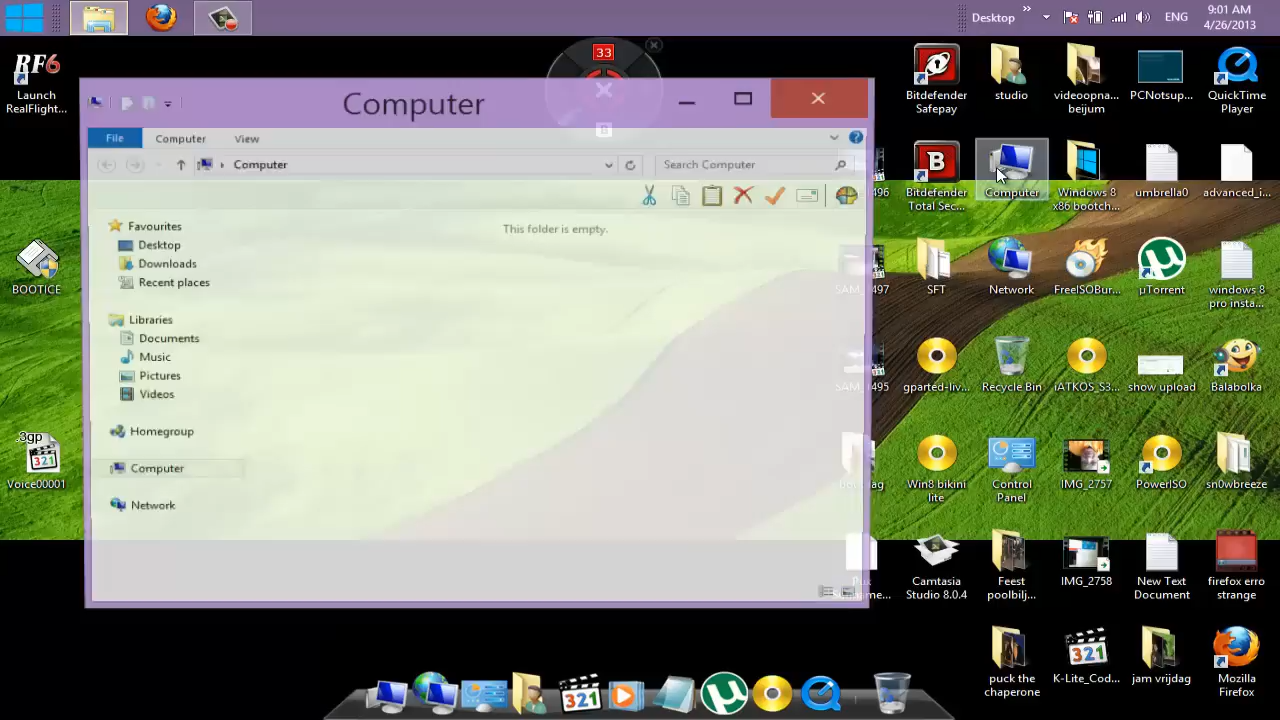 Desktop
»
ENG
9:01 AM
4/26/2013
RF6
Launch
RealFlight...
BOOTICE
.3gp
321
Voice00001
33
Computer
File
Computer
View
Computer
Search Computer
This folder is empty.
Favourites
Desktop
Downloads
Recent places
Libraries
Documents
Music
Pictures
Videos
Homegroup
Computer
Network
Bitdefender
Safepay
studio
videoopna...
beijum
PCNotsup...
QuickTime
Player
B
Bitdefender
Total Sec...
Computer
Windows 8
x86 bootch...
umbrella0
advanced_i...
SFT
Network
FreeISOBur...
µTorrent
windows 8
pro insta...
gparted-liv...
Recycle Bin
iATKOS_S3...
show upload
Balabolka
Win8 bikini
lite
Control
Panel
IMG_2757
PowerISO
sn0wbreeze
Camtasia
Studio 8.0.4
Feest
poolbilj...
IMG_2758
New Text
Document
firefox erro
strange
puck the
chaperone
321
K-Lite_Cod...
jam vrijdag
Mozilla
Firefox
321